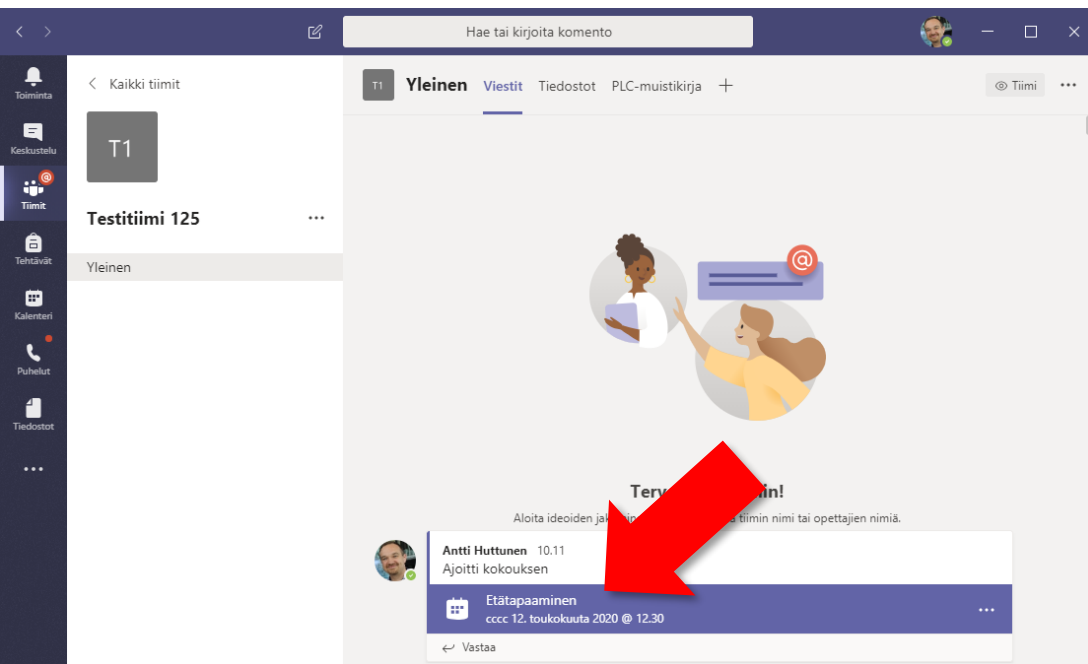 Hae tai kirjoita komento
Toiminta
Keskustelu
Tiimit
Tehtävät
Kalenteri
Puhelut
Tiedostot
Kaikki tiimit
T1
Testitiimi 125
Yleinen
T1 Yleinen Viestit Tiedostot PLC-muistikirja
Tiimi
Aloita ideoiden tiimin nimi tai opettajien nimiä.
Antti Huttunen 10.11
Ajoitti kokouksen
Etätapaaminen
cccc 12. toukokuuta 2020 @ 12.30
Vastaa